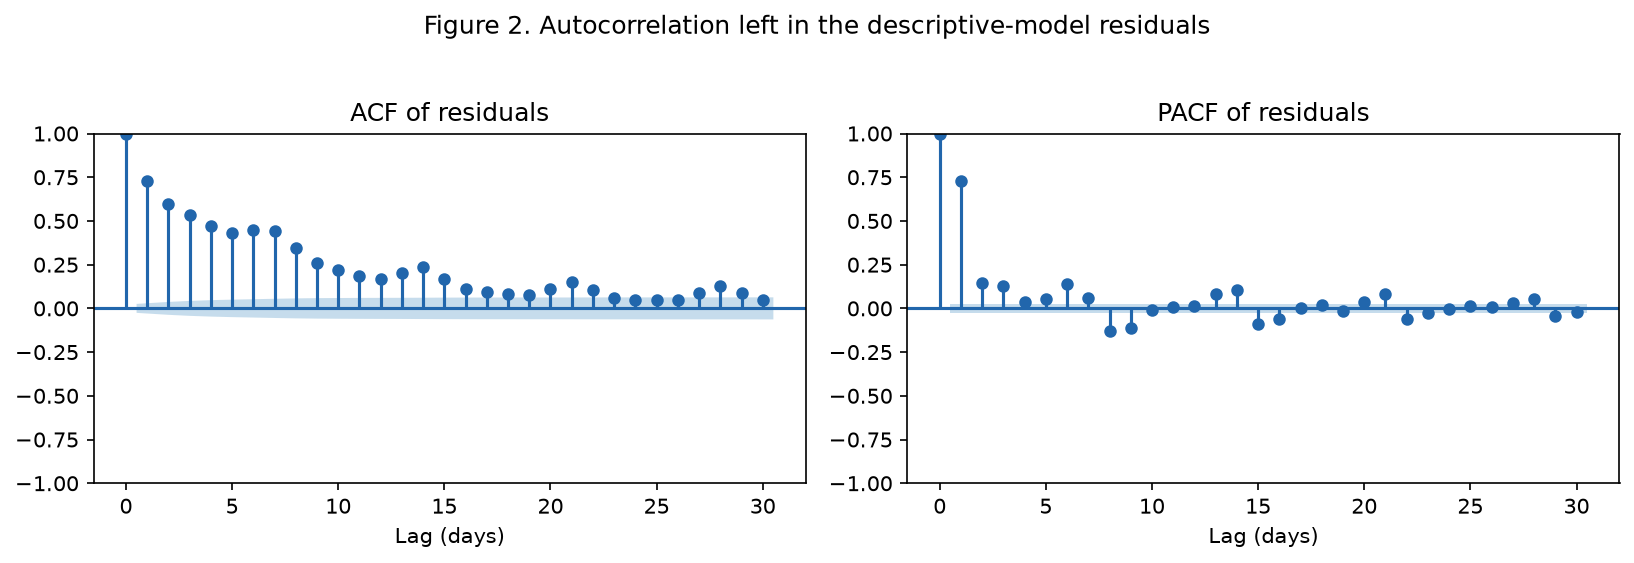 Figure 2. Autocorrelation left in the descriptive-model residuals
ACF of residuals
1.00
0.75
0.50
0.25
0.00
−0.25
−0.50
−0.75
−1.00
0 5 10 15 20 25 30
Lag (days)
PACF of residuals
1.00
0.75
0.50
0.25
0.00
−0.25
−0.50
−0.75
−1.00
0 5 10 15 20 25 30
Lag (days)